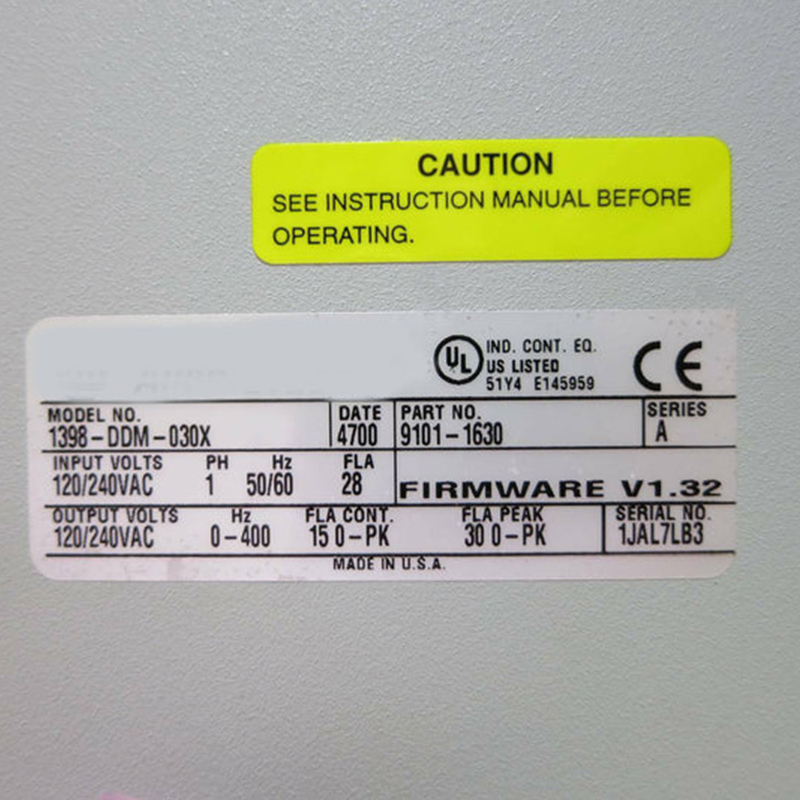 CAUTION
SEE INSTRUCTION MANUAL BEFORE
OPERATING.
UL
IND. CONT. EQ.
US LISTED
51Y4 E145959
CE
MODEL NO. DATE PART NO. SERIES
1398-DDM-030X 4700 9101-1630 A
INPUT VOLTS PH Hz FLA
120/240VAC 1 50/60 28 FIRMWARE V1.32
OUTPUT VOLTS Hz FLA CONT. FLA PEAK SERIAL NO.
120/240VAC 0-400 15 0-PK 30 0-PK 1JAL7LB3
MADE IN U.S.A.